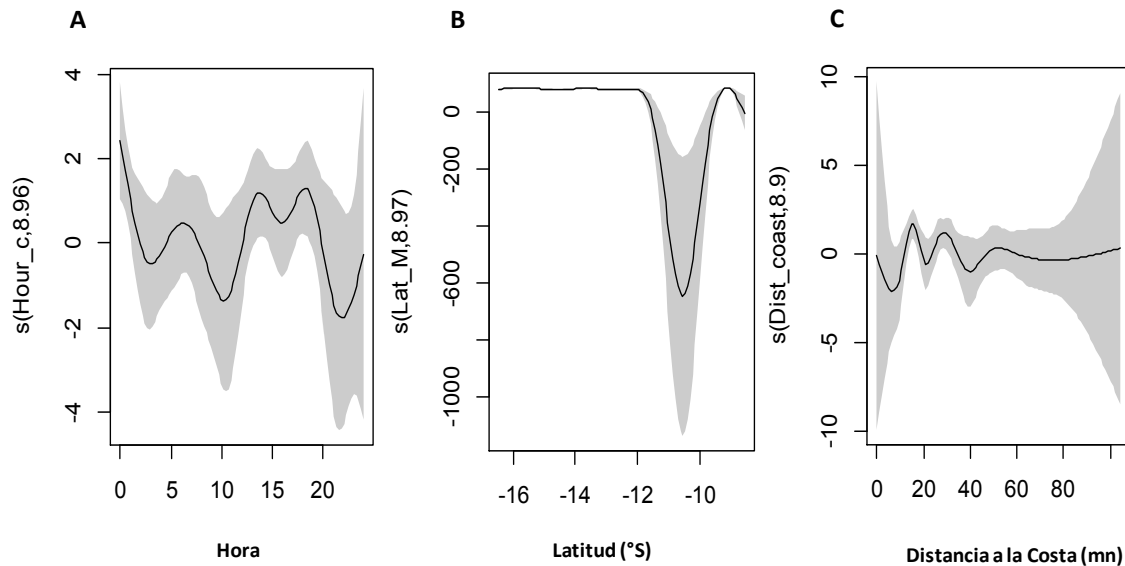 A
B
C
s(Hour_c,8.96)
4
2
0
-2
-4
0 5 10 15 20
Hora
s(Lat_M,8.97)
0
-200
-600
-1000
-16 -14 -12 -10
Latitud (°S)
s(Dist_coast,8.9)
10
5
0
-5
-10
0 20 40 60 80
Distancia a la Costa (mn)